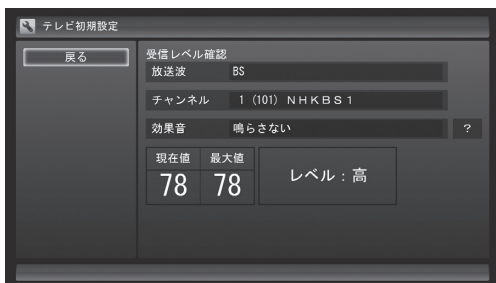 テレビ初期設定
戻る
受信レベル確認
放送波 BS
チャンネル 1 (101) NHKBS1
効果音 鳴らさない ?
現在値 最大値
78 78
レベル：高